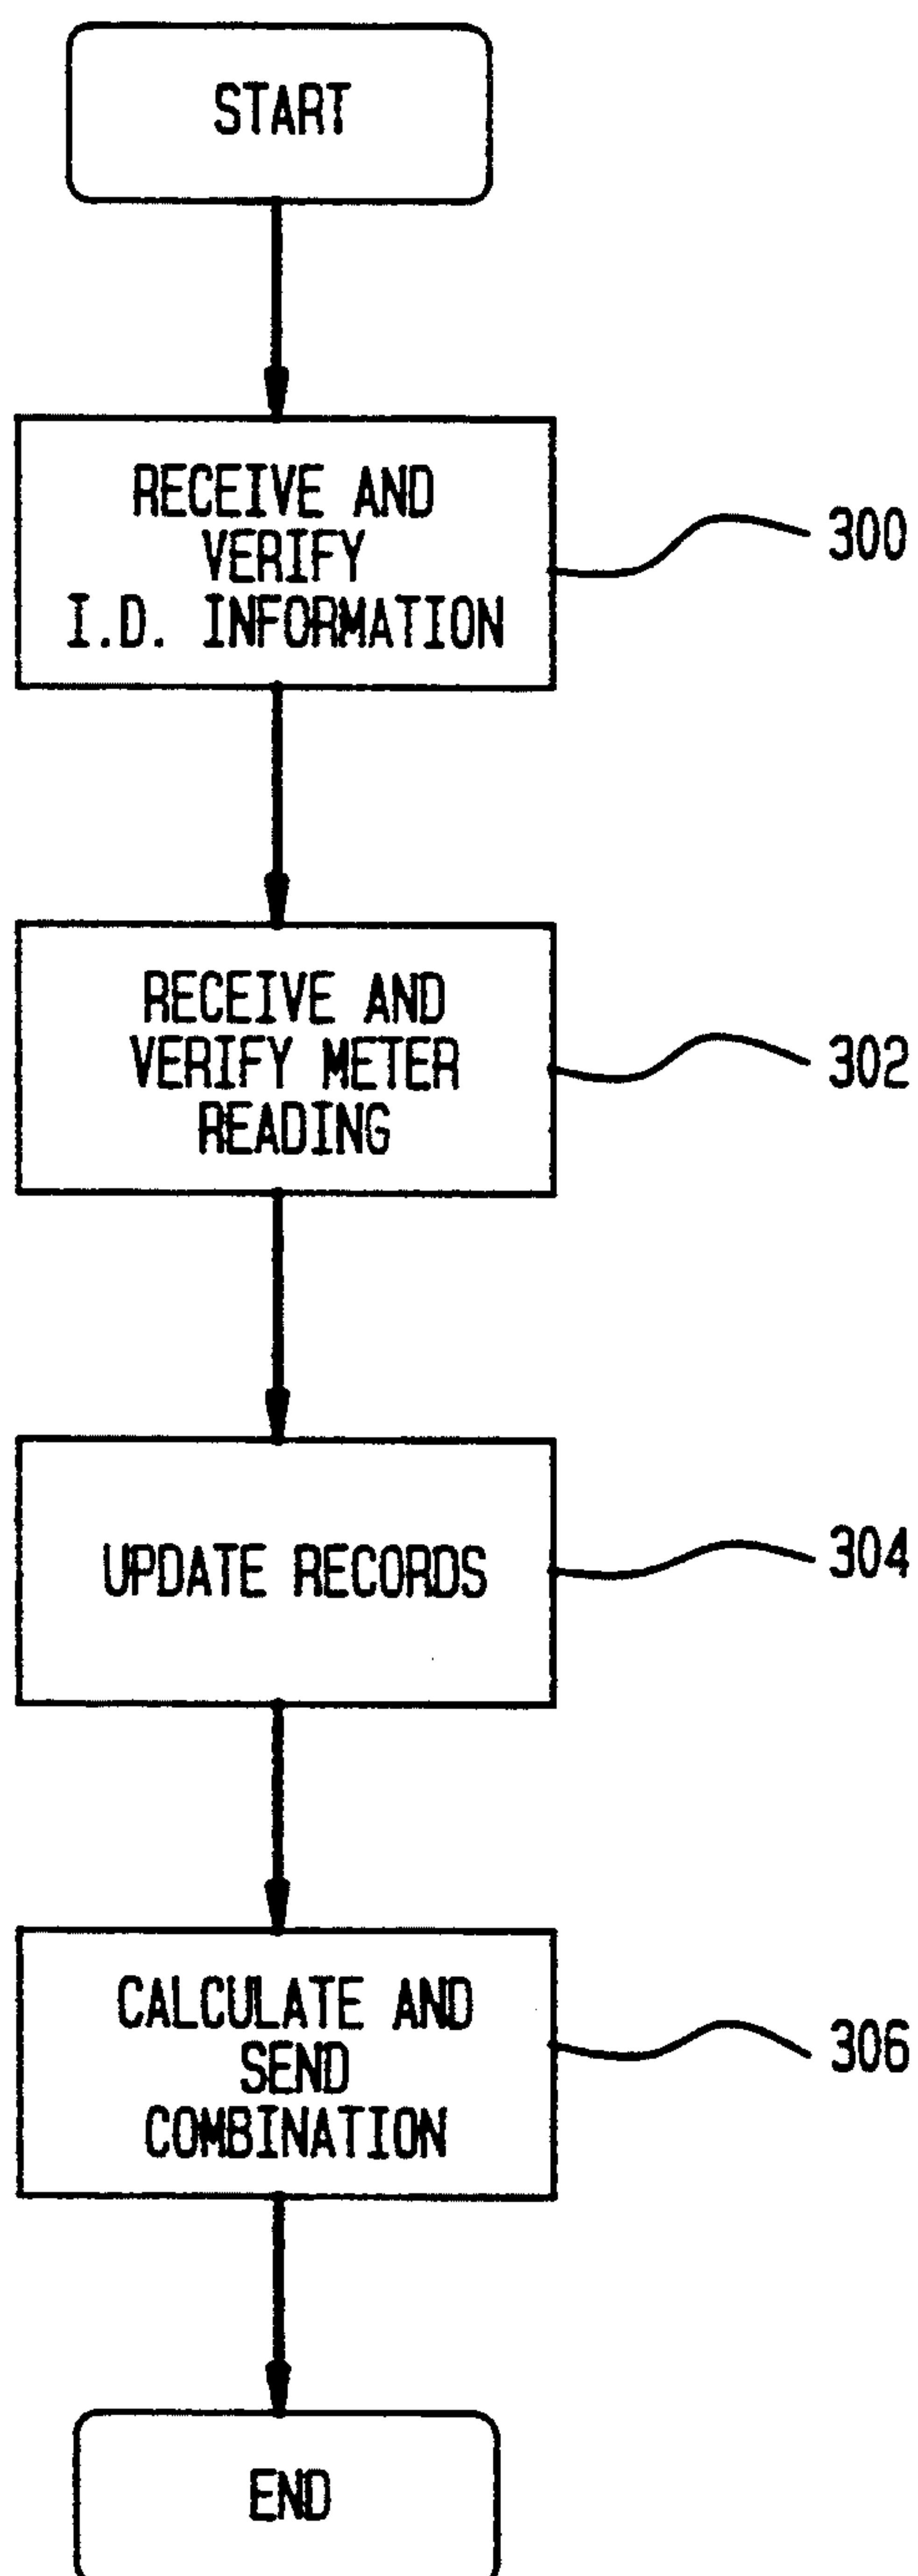 START
RECEIVE AND
VERIFY
I.D. INFORMATION
300
RECEIVE AND
VERIFY METER
READING
302
UPDATE RECORDS
304
CALCULATE AND
SEND
COMBINATION
306
END